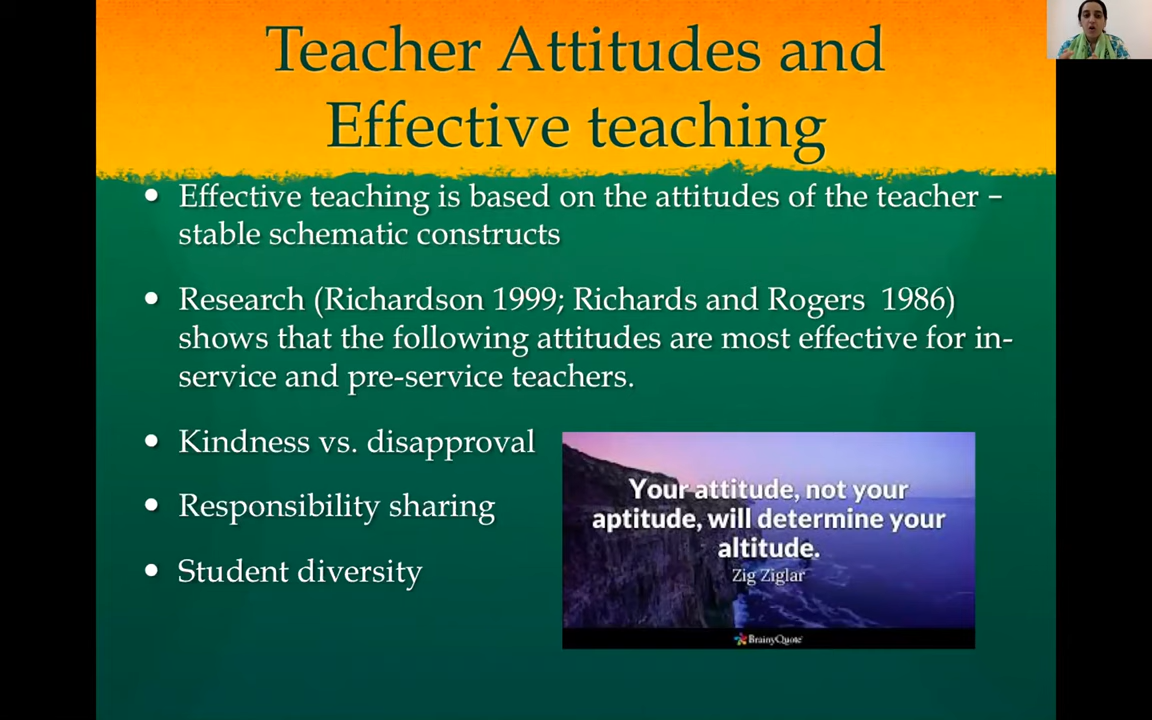 Teacher Attitudes and
Effective teaching
• Effective teaching is based on the attitudes of the teacher –
stable schematic constructs
• Research (Richardson 1999; Richards and Rogers 1986)
shows that the following attitudes are most effective for in-
service and pre-service teachers.
• Kindness vs. disapproval
• Responsibility sharing
• Student diversity
Your attitude, not your
aptitude, will determine your
altitude.
Zig Ziglar
BrainyQuote